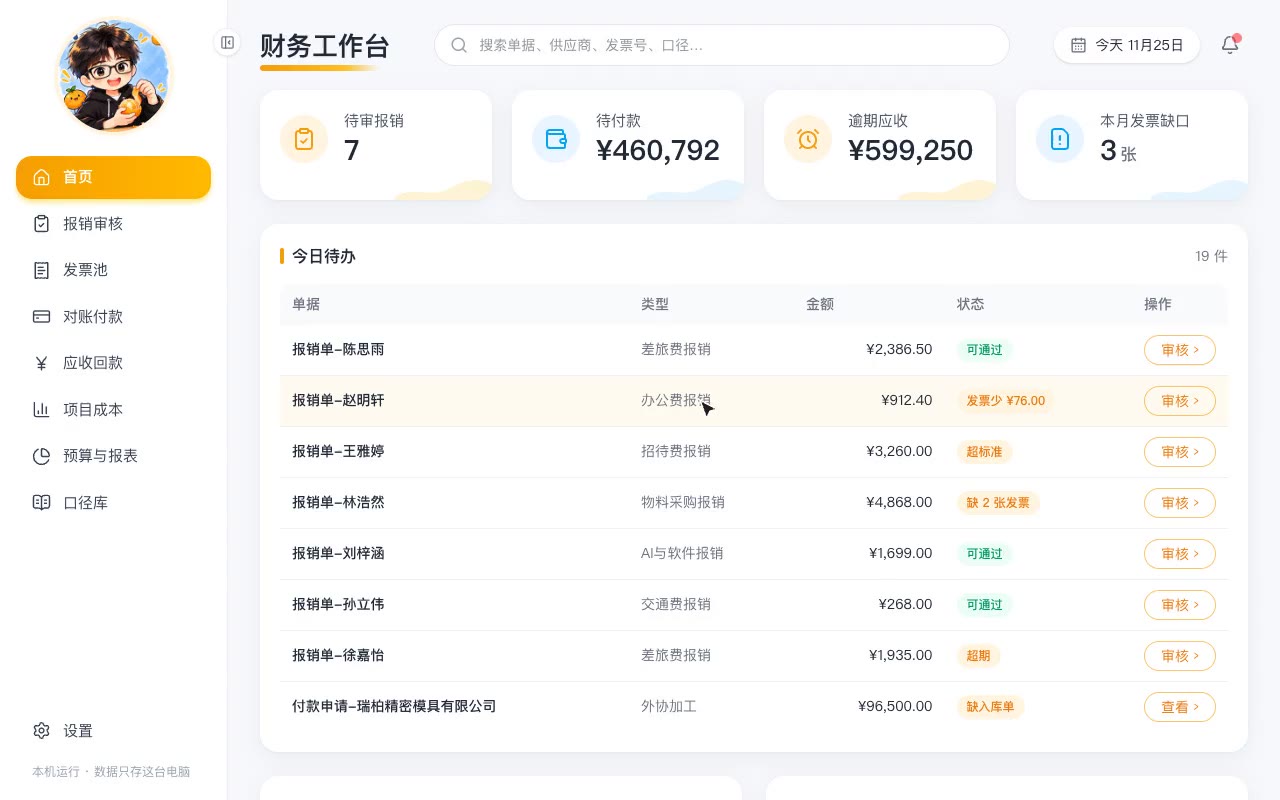 财务工作台
搜索单据、供应商、发票号、口径...
今天 11月25日
首页
报销审核
发票池
对账付款
应收回款
项目成本
预算与报表
口径库
设置
本机运行 · 数据只存这台电脑
待审报销
7
待付款
¥460,792
逾期应收
¥599,250
本月发票缺口
3 张
今日待办 19 件
单据 类型 金额 状态 操作
报销单-陈思雨 差旅费报销 ¥2,386.50 可通过 审核 >
报销单-赵明轩 办公费报销 ¥912.40 发票少 ¥76.00 审核 >
报销单-王雅婷 招待费报销 ¥3,260.00 超标准 审核 >
报销单-林浩然 物料采购报销 ¥4,868.00 缺 2 张发票 审核 >
报销单-刘梓涵 AI与软件报销 ¥1,699.00 可通过 审核 >
报销单-孙立伟 交通费报销 ¥268.00 可通过 审核 >
报销单-徐嘉怡 差旅费报销 ¥1,935.00 超期 审核 >
付款申请-瑞柏精密模具有限公司 外协加工 ¥96,500.00 缺入库单 查看 >